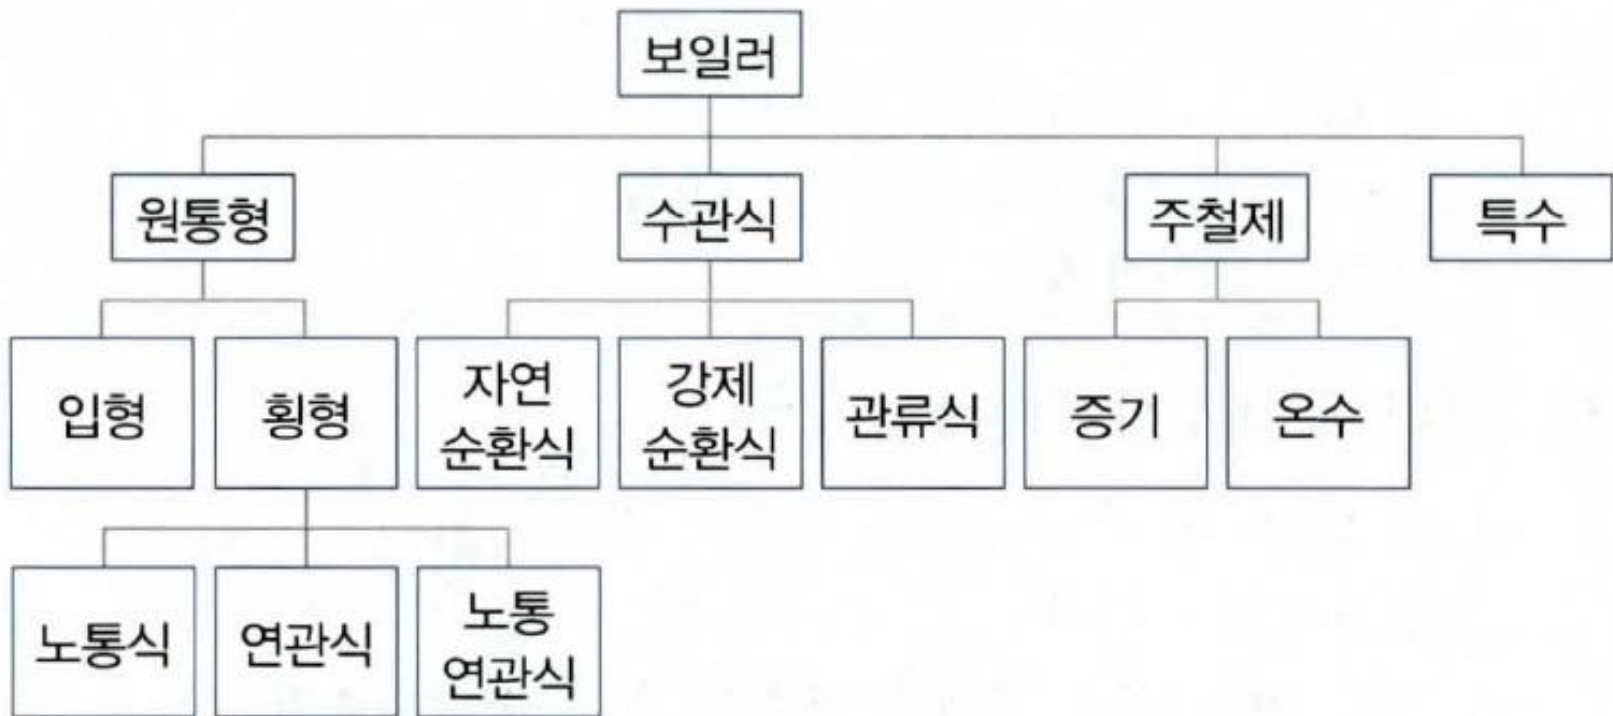 보일러
원통형
수관식
주철제
특수
입형
횡형
자연
순환식
강제
순환식
관류식
증기
온수
노통식
연관식
노통
연관식